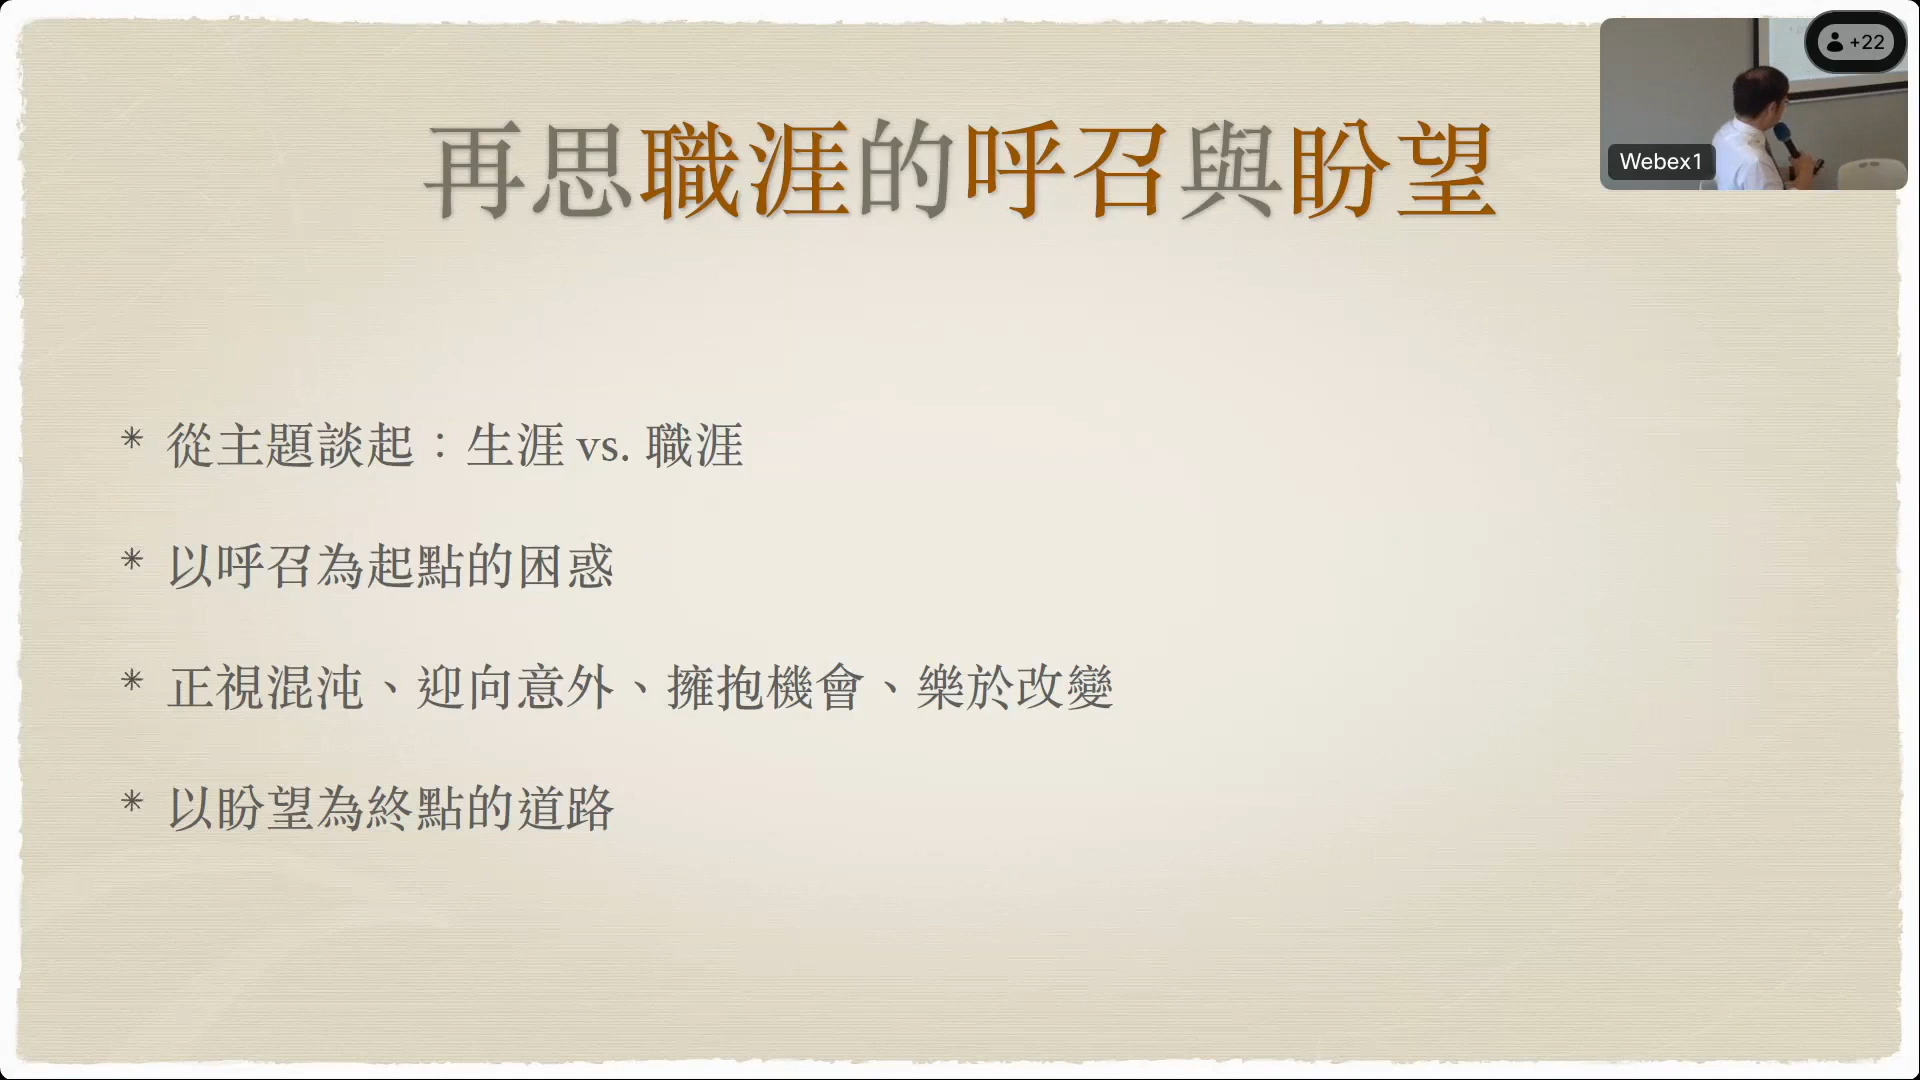 再思職涯的呼召與盼望
+22
Webex1
* 從主題談起：生涯 vs. 職涯
* 以呼召為起點的困惑
* 正視混沌、迎向意外、擁抱機會、樂於改變
* 以盼望為終點的道路